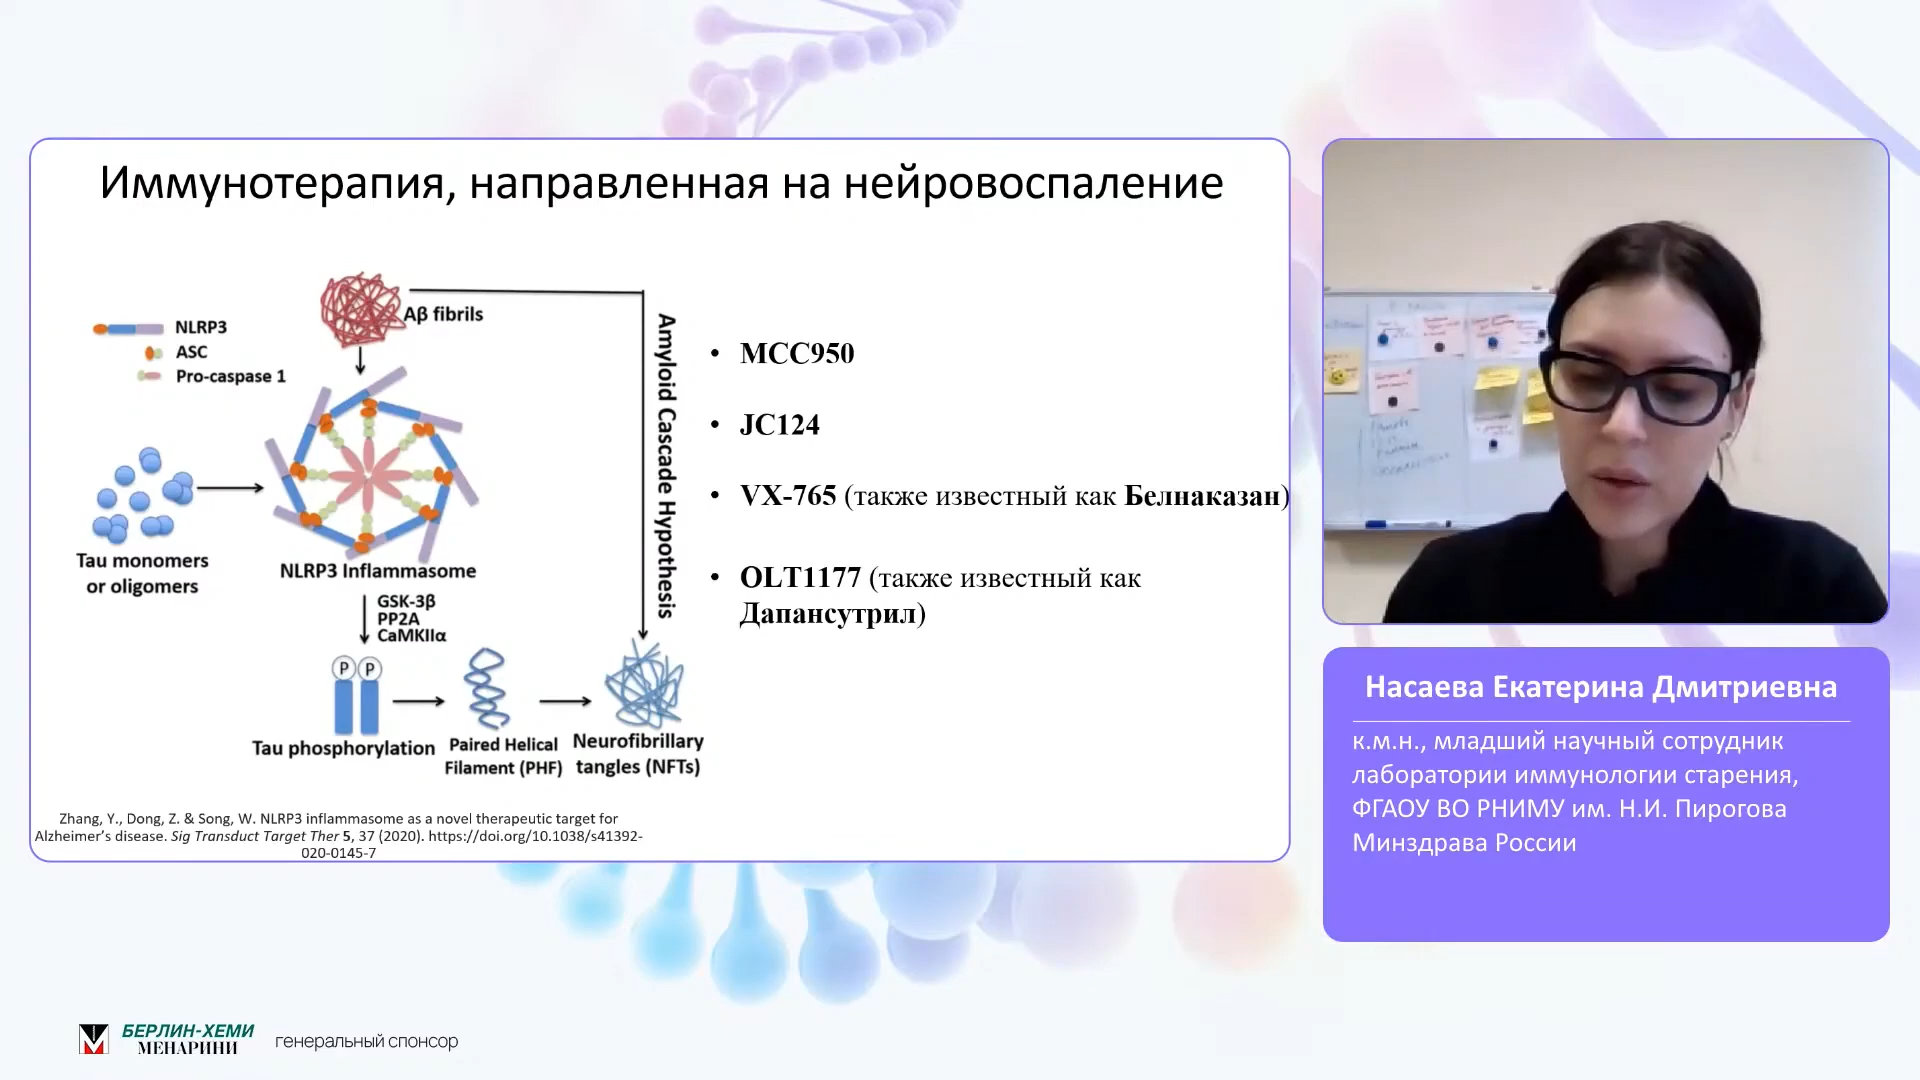 Иммунотерапия, направленная на нейровоспаление
Aβ fibrils
NLRP3
ASC
Pro-caspase 1
Amyloid Cascade Hypothesis
Tau monomers
or oligomers
NLRP3 Inflammasome
GSK-3β
PP2A
CaMKIIα
P P
Tau phosphorylation
Paired Helical
Filament (PHF)
Neurofibrillary
tangles (NFTs)
• MCC950
• JC124
• VX-765 (также известный как Белнаказан)
• OLT1177 (также известный как
Дапансутрил)
Zhang, Y., Dong, Z. & Song, W. NLRP3 inflammasome as a novel therapeutic target for
Alzheimer’s disease. Sig Transduct Target Ther 5, 37 (2020). https://doi.org/10.1038/s41392-
020-0145-7
Насаева Екатерина Дмитриевна
к.м.н., младший научный сотрудник
лаборатории иммунологии старения,
ФГАОУ ВО РНИМУ им. Н.И. Пирогова
Минздрава России
БЕРЛИН-ХЕМИ
МЕНАРИНИ
генеральный спонсор